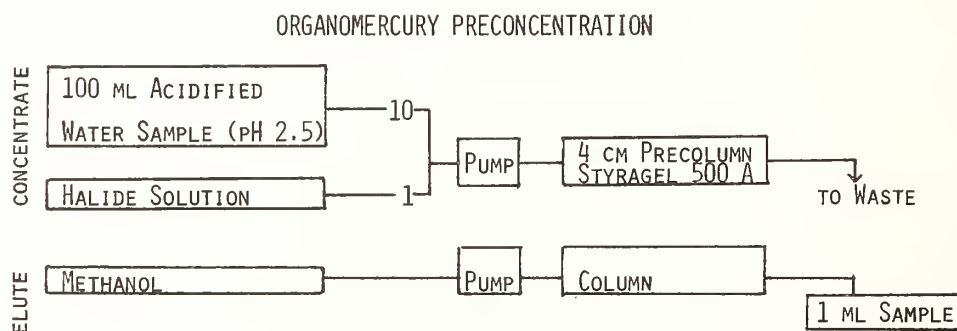 ORGANOMERCURY PRECONCENTRATION
CONCENTRATE
100 ML ACIDIFIED
WATER SAMPLE (PH 2.5)
10
HALIDE SOLUTION
1
PUMP
4 CM PRECOLUMN
STYRAGEL 500 A
TO WASTE
ELUTE
METHANOL
PUMP
COLUMN
1 ML SAMPLE